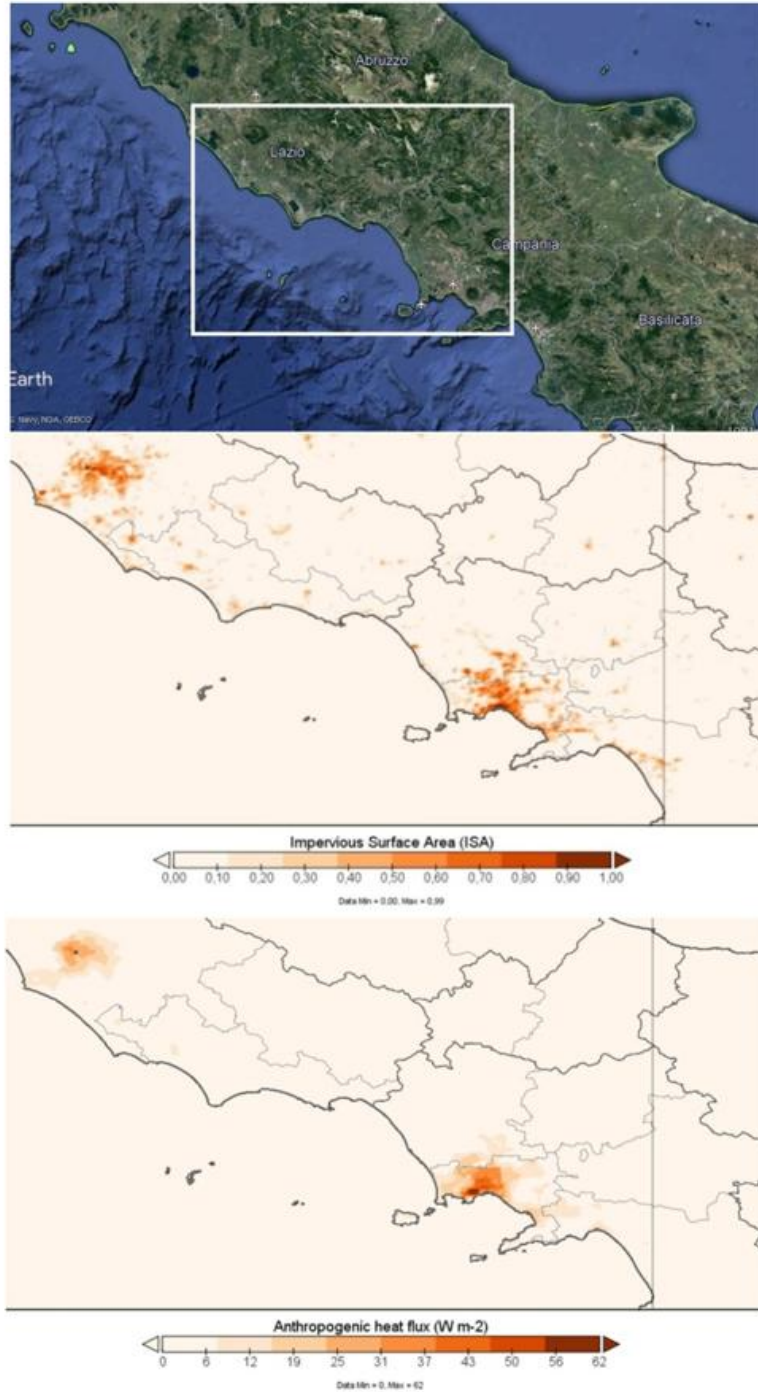 Abruzzo
Lazio
Campania
Basilicata
Earth
Navy, NGA, GEBCO
Impervious Surface Area (ISA)
0,00 0,10 0,20 0,30 0,40 0,50 0,60 0,70 0,80 0,90 1,00
Data Min = 0,00, Max = 0,99
Anthropogenic heat flux (W m-2)
0 6 12 19 25 31 37 43 50 56 62
Data Min = 0, Max = 62